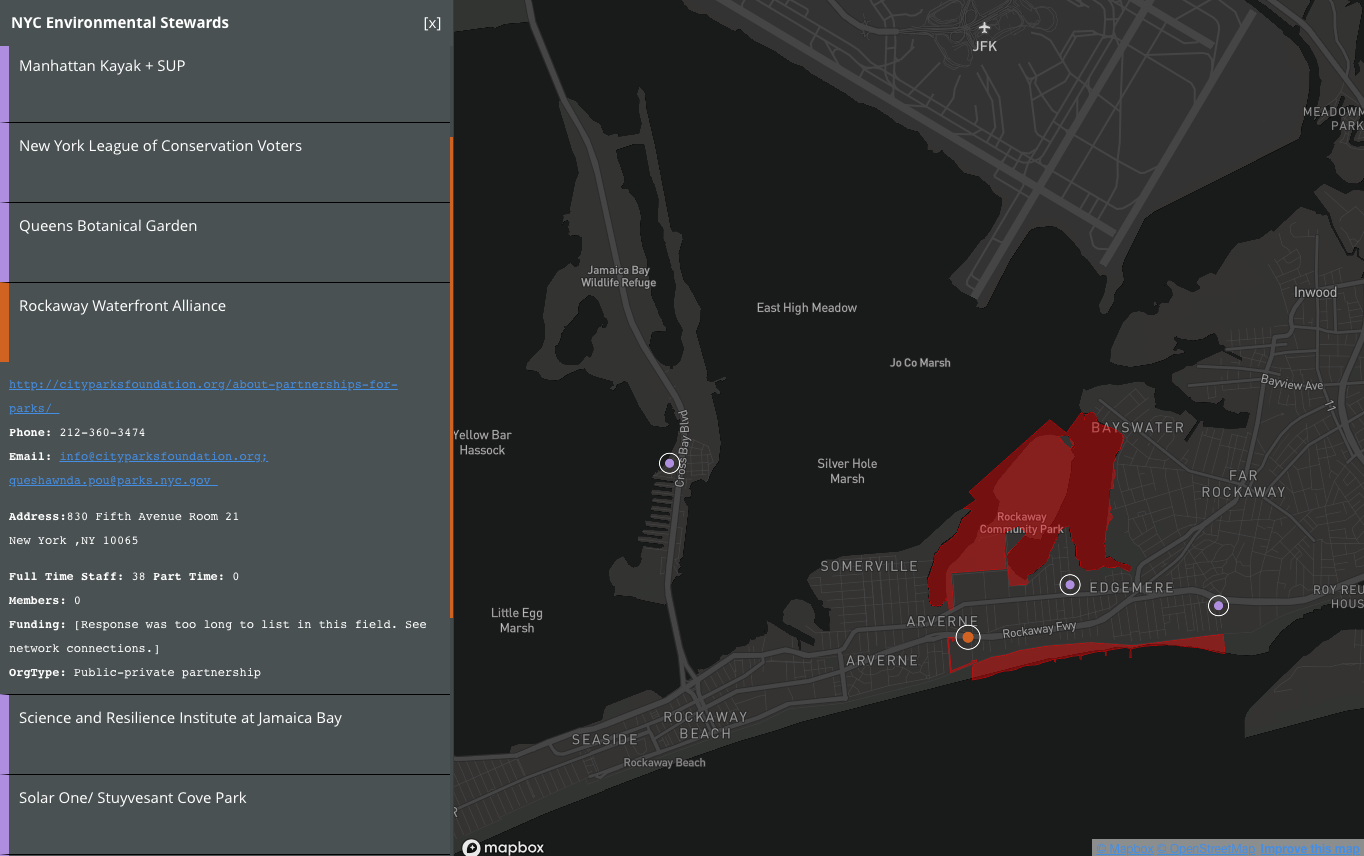 NYC Environmental Stewards [x]
Manhattan Kayak + SUP
New York League of Conservation Voters
Queens Botanical Garden
Rockaway Waterfront Alliance
http://cityparksfoundation.org/about-partnerships-for-
parks/
Phone: 212-360-3474
Email: info@cityparksfoundation.org;
queshawnda.pou@parks.nyc.gov
Address:830 Fifth Avenue Room 21
New York ,NY 10065
Full Time Staff: 38 Part Time: 0
Members: 0
Funding: [Response was too long to list in this field. See
network connections.]
OrgType: Public-private partnership
Science and Resilience Institute at Jamaica Bay
Solar One/ Stuyvesant Cove Park
JFK
MEADOWM
PARK
Jamaica Bay
Wildlife Refuge
East High Meadow
Inwood
Jo Co Marsh
Bayview Ave
11
Cross Bay Blvd
Yellow Bar
Hassock
BAYSWATER
Silver Hole
Marsh
FAR
ROCKAWAY
Rockaway
Community Park
SOMERVILLE
EDGEMERE
ROY REU
HOUS
Little Egg
Marsh
ARVERNE
Rockaway Fwy
ARVERNE
ROCKAWAY
BEACH
SEASIDE
Rockaway Beach
R
mapbox
© Mapbox © OpenStreetMap Improve this map